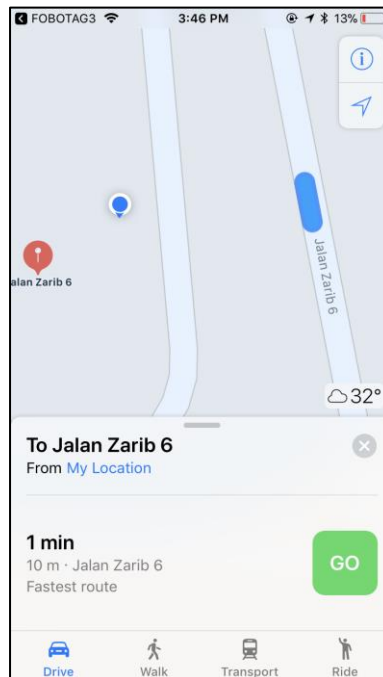 FOBOTAG3 3:46 PM 13%
Jalan Zarib 6
alan Zarib 6
32°
To Jalan Zarib 6
From My Location
1 min
10 m · Jalan Zarib 6
Fastest route
GO
Drive Walk Transport Ride